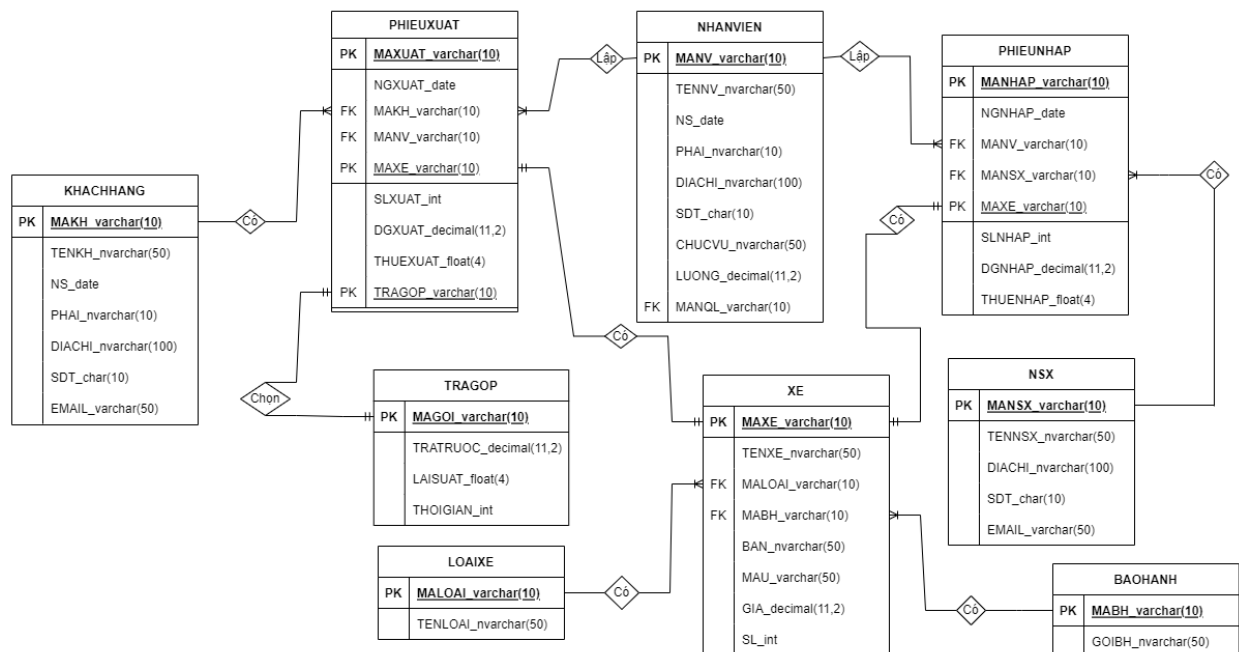 PHIEUXUAT
PK MAXUAT_varchar(10)
NGXUAT_date
FK MAKH_varchar(10)
FK MANV_varchar(10)
PK MAXE_varchar(10)
SLXUAT_int
DGXUAT_decimal(11,2)
THUEXUAT_float(4)
PK TRAGOP_varchar(10)
Lập
NHANVIEN
PK MANV_varchar(10)
TENNV_nvarchar(50)
NS_date
PHAI_nvarchar(10)
DIACHI_nvarchar(100)
SDT_char(10)
CHUCVU_nvarchar(50)
LUONG_decimal(11,2)
FK MANQL_varchar(10)
Lập
PHIEUNHAP
PK MANHAP_varchar(10)
NGNHAP_date
FK MANV_varchar(10)
FK MANSX_varchar(10)
PK MAXE_varchar(10)
SLNHAP_int
DGNHAP_decimal(11,2)
THUENHAP_float(4)
Có
Có
KHACHHANG
PK MAKH_varchar(10)
TENKH_nvarchar(50)
NS_date
PHAI_nvarchar(10)
DIACHI_nvarchar(100)
SDT_char(10)
EMAIL_varchar(50)
Có
Chọn
Có
TRAGOP
PK MAGOI_varchar(10)
TRATRUOC_decimal(11,2)
LAISUAT_float(4)
THOIGIAN_int
XE
PK MAXE_varchar(10)
TENXE_nvarchar(50)
FK MALOAI_varchar(10)
FK MABH_varchar(10)
BAN_nvarchar(50)
MAU_varchar(50)
GIA_decimal(11,2)
SL_int
NSX
PK MANSX_varchar(10)
TENNSX_nvarchar(50)
DIACHI_nvarchar(100)
SDT_char(10)
EMAIL_varchar(50)
LOAIXE
PK MALOAI_varchar(10)
TENLOAI_nvarchar(50)
Có
Có
BAOHANH
PK MABH_varchar(10)
GOIBH_nvarchar(50)